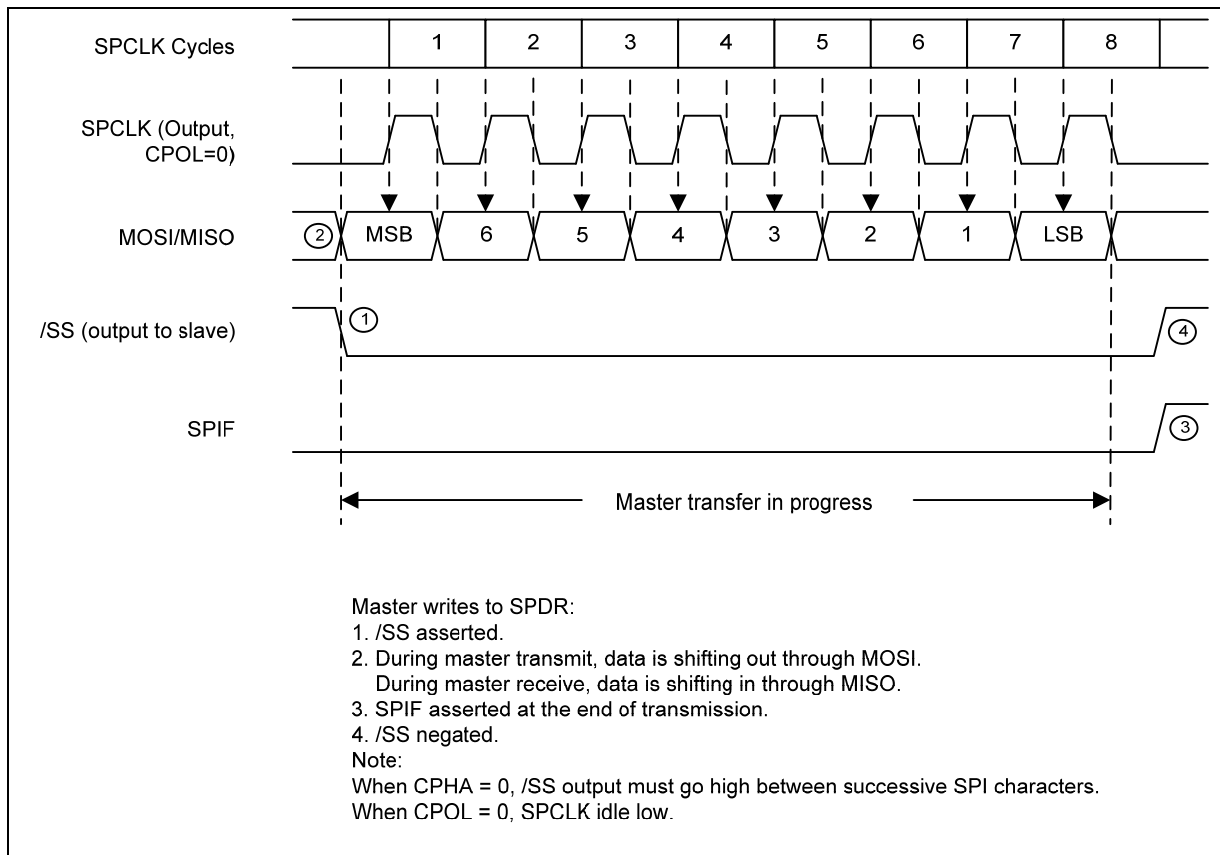 SPCLK Cycles
1 2 3 4 5 6 7 8
SPCLK (Output,
CPOL=0)
MOSI/MISO
2 MSB 6 5 4 3 2 1 LSB
/SS (output to slave)
1
4
SPIF
3
Master transfer in progress
Master writes to SPDR:
1. /SS asserted.
2. During master transmit, data is shifting out through MOSI.
During master receive, data is shifting in through MISO.
3. SPIF asserted at the end of transmission.
4. /SS negated.
Note:
When CPHA = 0, /SS output must go high between successive SPI characters.
When CPOL = 0, SPCLK idle low.